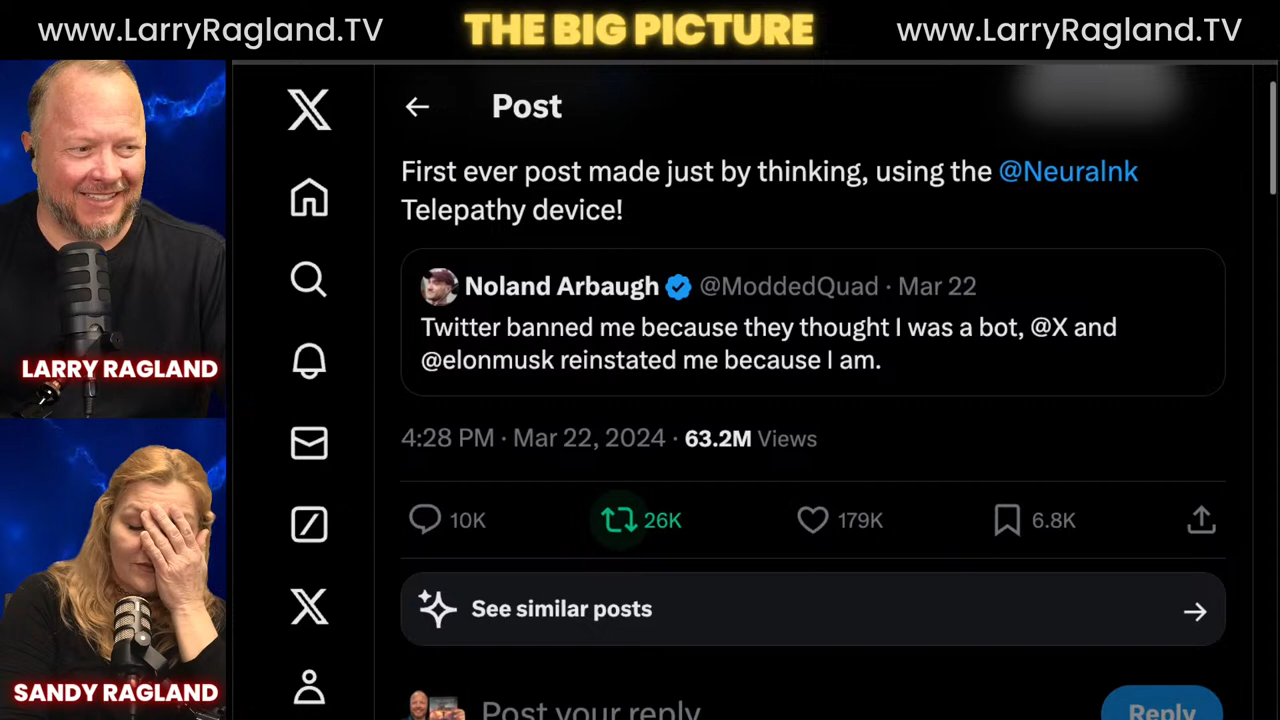 www.LarryRagland.TV
THE BIG PICTURE
www.LarryRagland.TV
LARRY RAGLAND
SANDY RAGLAND
Post
First ever post made just by thinking, using the @Neuralnk
Telepathy device!
Noland Arbaugh @ModdedQuad · Mar 22
Twitter banned me because they thought I was a bot, @X and
@elonmusk reinstated me because I am.
4:28 PM · Mar 22, 2024 · 63.2M Views
10K 26K 179K 6.8K
See similar posts
Post your reply
Reply